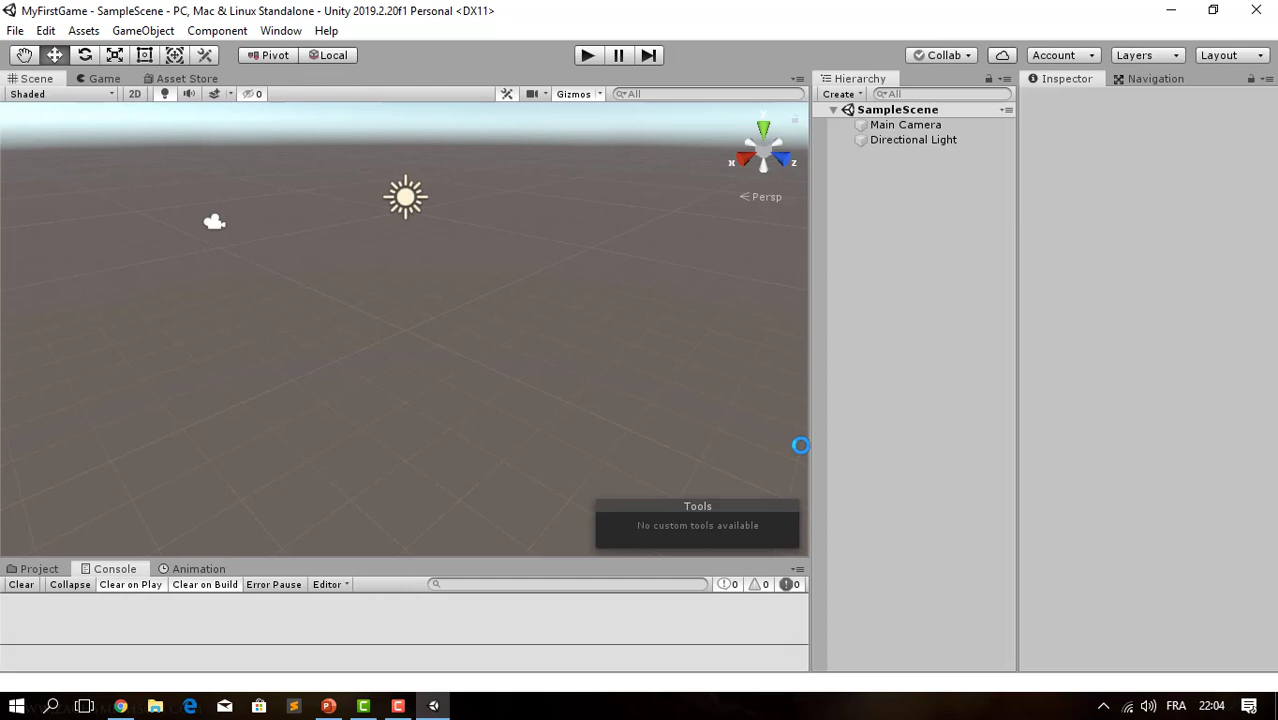 MyFirstGame - SampleScene - PC, Mac & Linux Standalone - Unity 2019.2.20f1 Personal <DX11>
File Edit Assets GameObject Component Window Help
Pivot Local Collab Account Layers Layout
Scene Game Asset Store Hierarchy Inspector Navigation
Shaded 2D 0 Gizmos All Create All
SampleScene
Main Camera
Directional Light
y
x z
Persp
Tools
No custom tools available
Project Console Animation
Clear Collapse Clear on Play Clear on Build Error Pause Editor 0 0 0
FRA 22:04